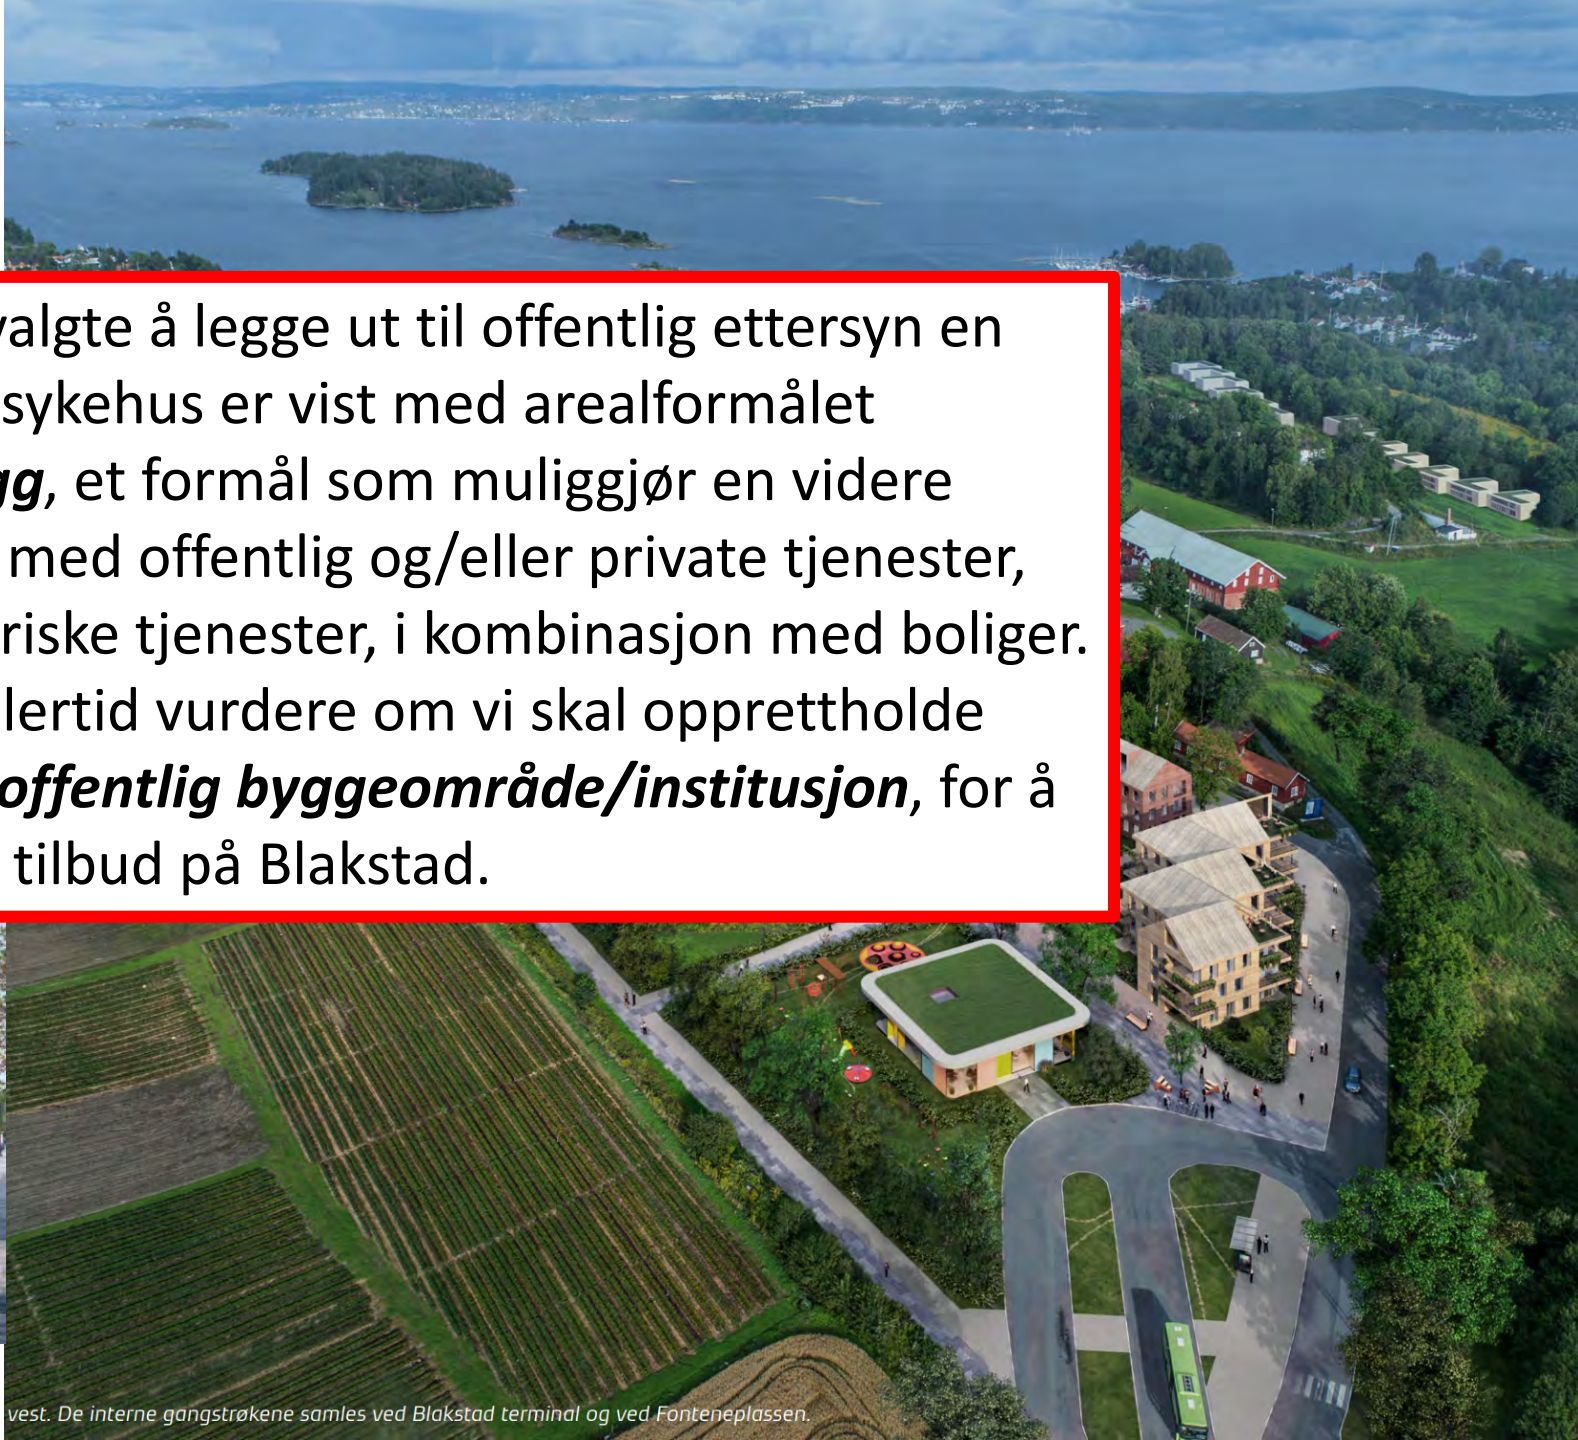 valgte å legge ut til offentlig ettersyn en
sykehus er vist med arealformålet
gg, et formål som muliggjør en videre
med offentlig og/eller private tjenester,
riske tjenester, i kombinasjon med boliger.
lertid vurdere om vi skal opprettholde
offentlig byggeområde/institusjon, for å
tilbud på Blakstad.
vest. De interne gangstrøkene samles ved Blakstad terminal og ved Fonteneplassen.